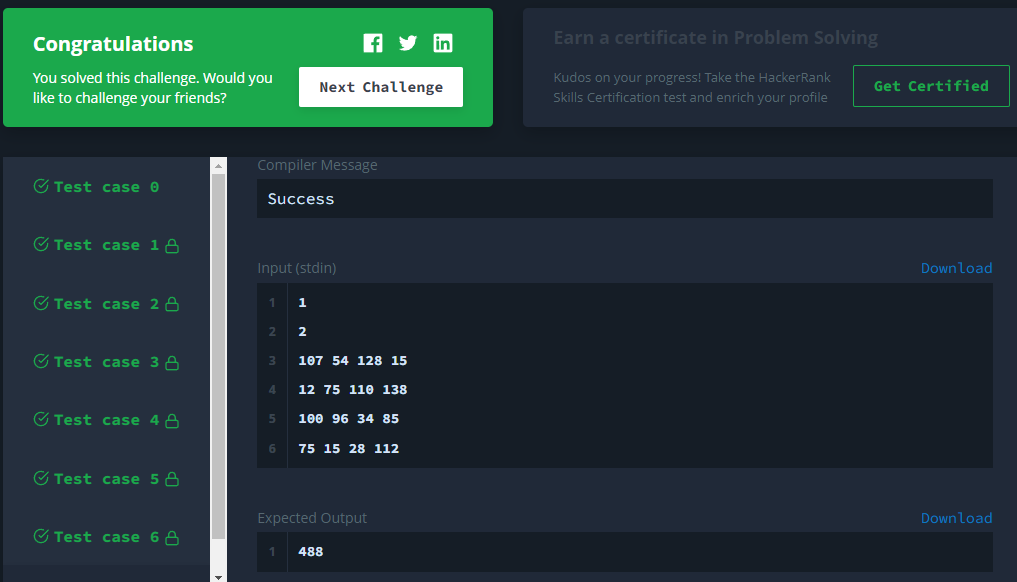 Congratulations
You solved this challenge. Would you
like to challenge your friends?
Next Challenge
Earn a certificate in Problem Solving
Kudos on your progress! Take the HackerRank
Skills Certification test and enrich your profile
Get Certified
Test case 0
Test case 1
Test case 2
Test case 3
Test case 4
Test case 5
Test case 6
Compiler Message
Success
Input (stdin)
Download
1 1
2 2
3 107 54 128 15
4 12 75 110 138
5 100 96 34 85
6 75 15 28 112
Expected Output
Download
1 488